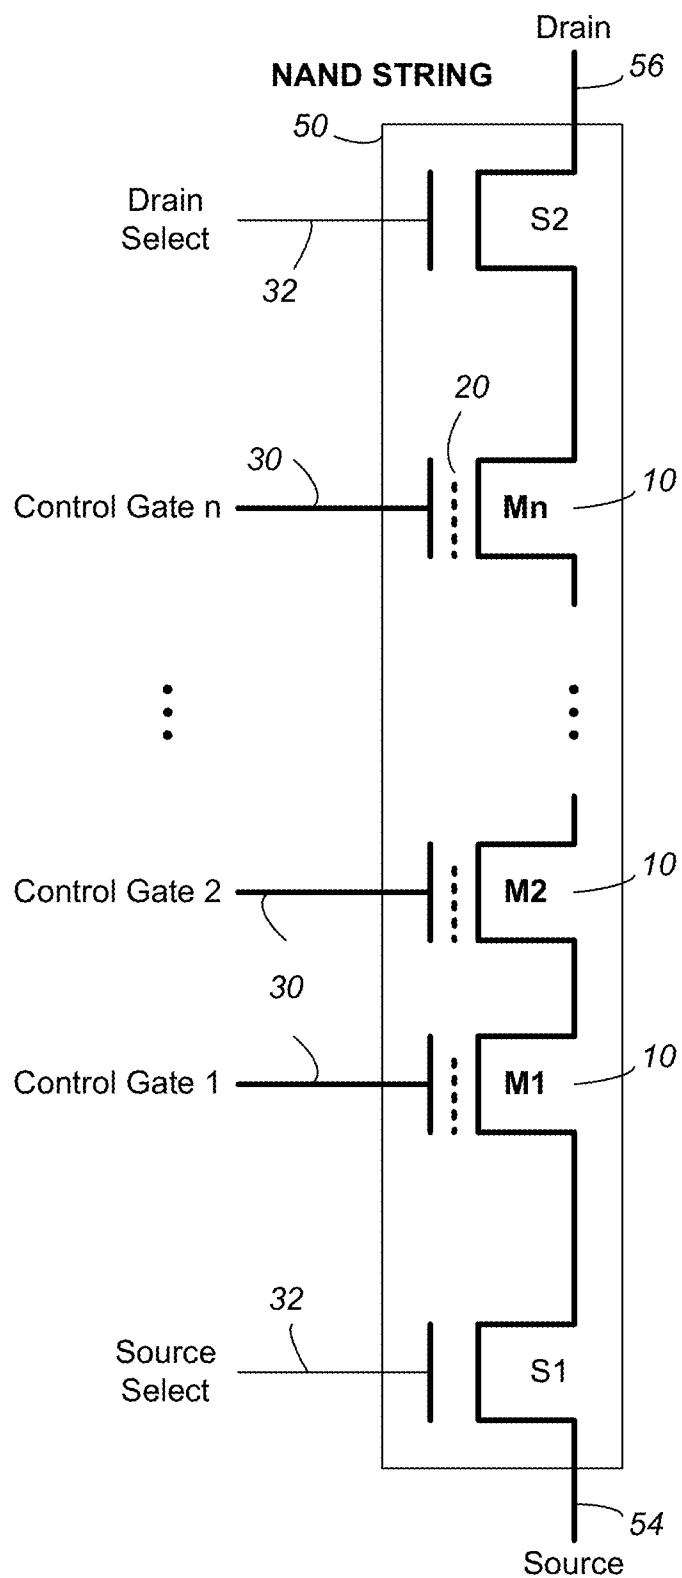 Drain
56
NAND STRING
50
Drain
Select
S2
32
20
30
10
Control Gate n
Mn
10
Control Gate 2
M2
30
10
Control Gate 1
M1
32
Source
Select
S1
54
Source